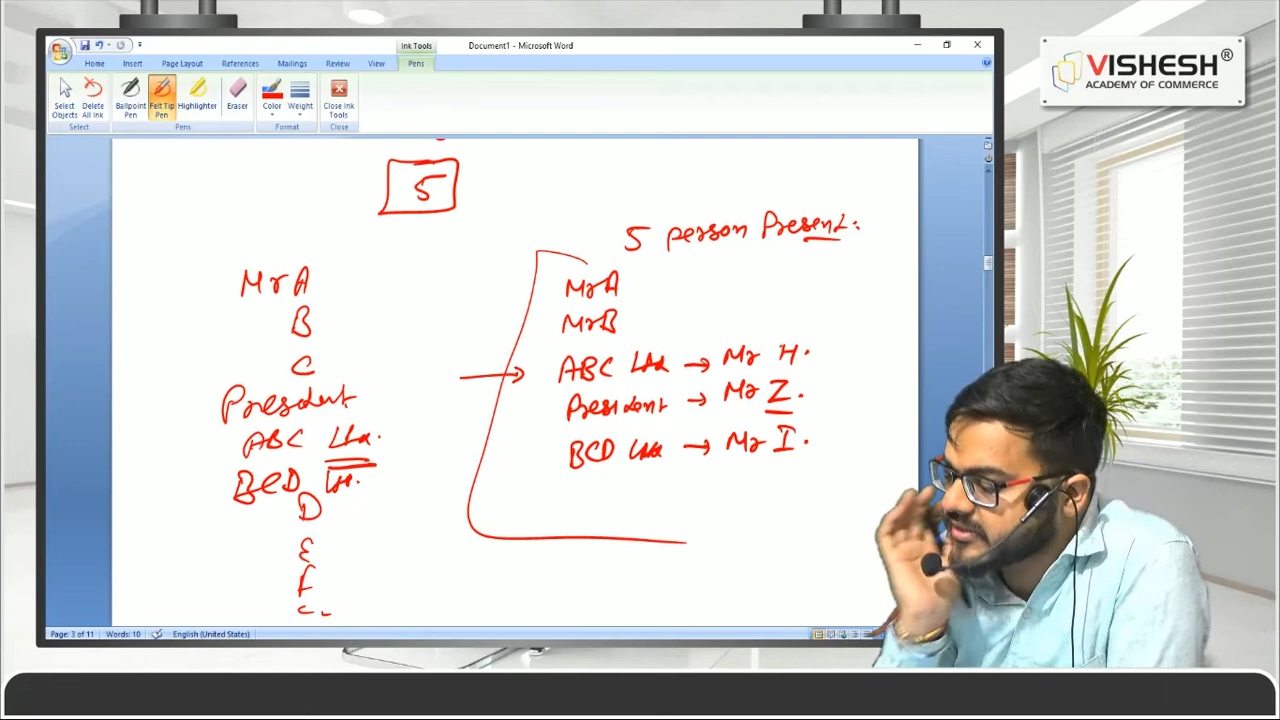 Document1 - Microsoft Word
Ink Tools
Home Insert Page Layout References Mailings Review View Pens
Select Objects
Delete All Ink
Ballpoint Pen
Felt Tip Pen
Highlighter
Eraser
Color
Weight
Close Ink Tools
Select Pens Format Close
VISHESH®
ACADEMY OF COMMERCE
5
5 person Present:
Mr A
B
C
President
ABC Ltd.
BCD Ltd.
D
E
F
Mr A
Mr B
ABC Ltd → Mr H.
President → Mr Z.
BCD Ltd → Mr I.
Page: 3 of 11 Words: 10 English (United States)